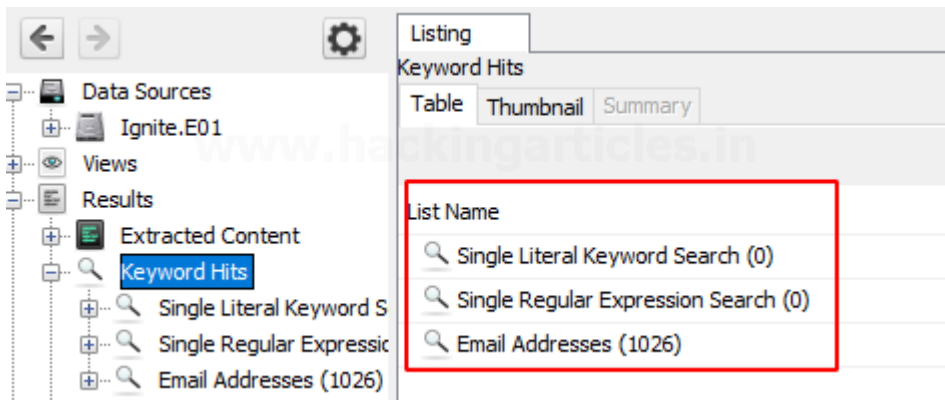 Data Sources
Ignite.E01
Views
Results
Extracted Content
Keyword Hits
Single Literal Keyword S
Single Regular
Email Addresses (1026)
Listing
Keyword Hits
Table Thumbnail Summary
www.hackingarticles.in
List Name
Single Literal Keyword Search (0)
Single Regular Expression Search (0)
Email Addresses (1026)